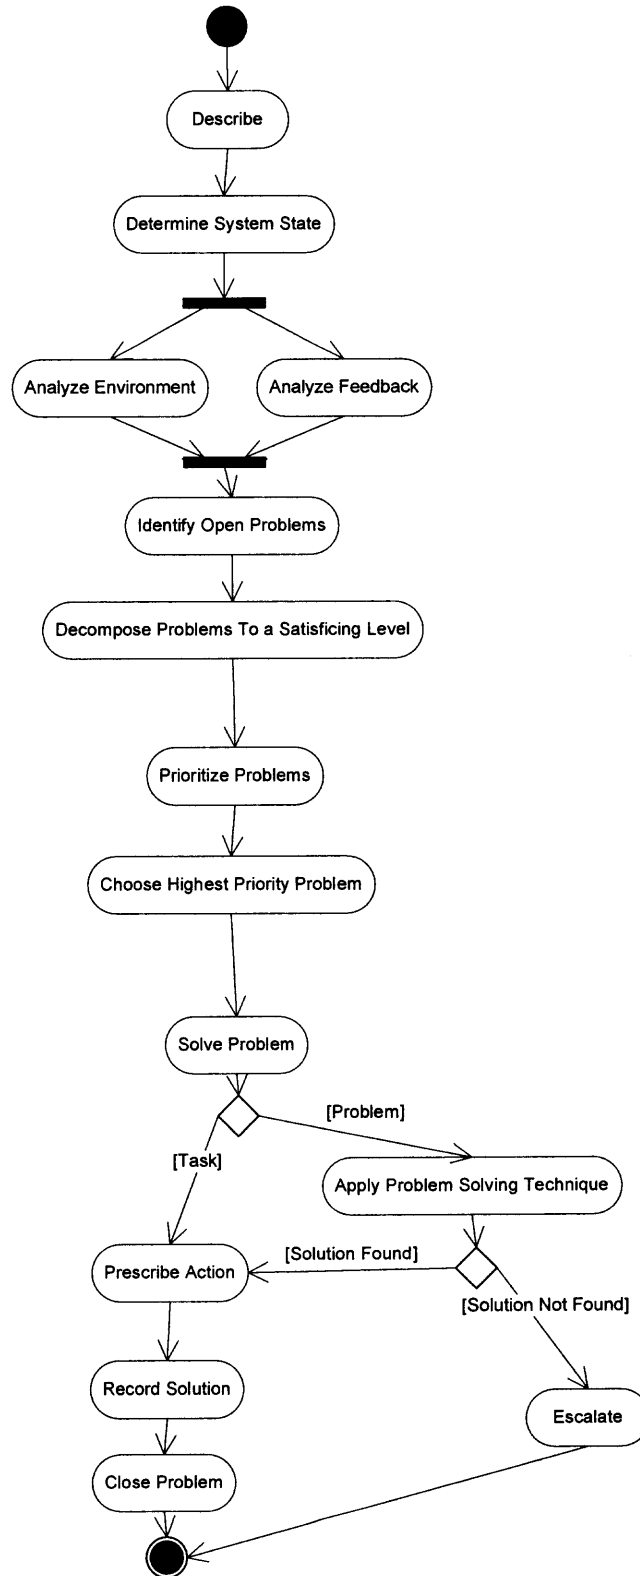 Describe
Determine System State
Analyze Environment
Analyze Feedback
Identify Open Problems
Decompose Problems To a Satisficing Level
Prioritize Problems
Choose Highest Priority Problem
Solve Problem
[Problem]
[Task]
Apply Problem Solving Technique
[Solution Found]
Prescribe Action
[Solution Not Found]
Record Solution
Escalate
Close Problem